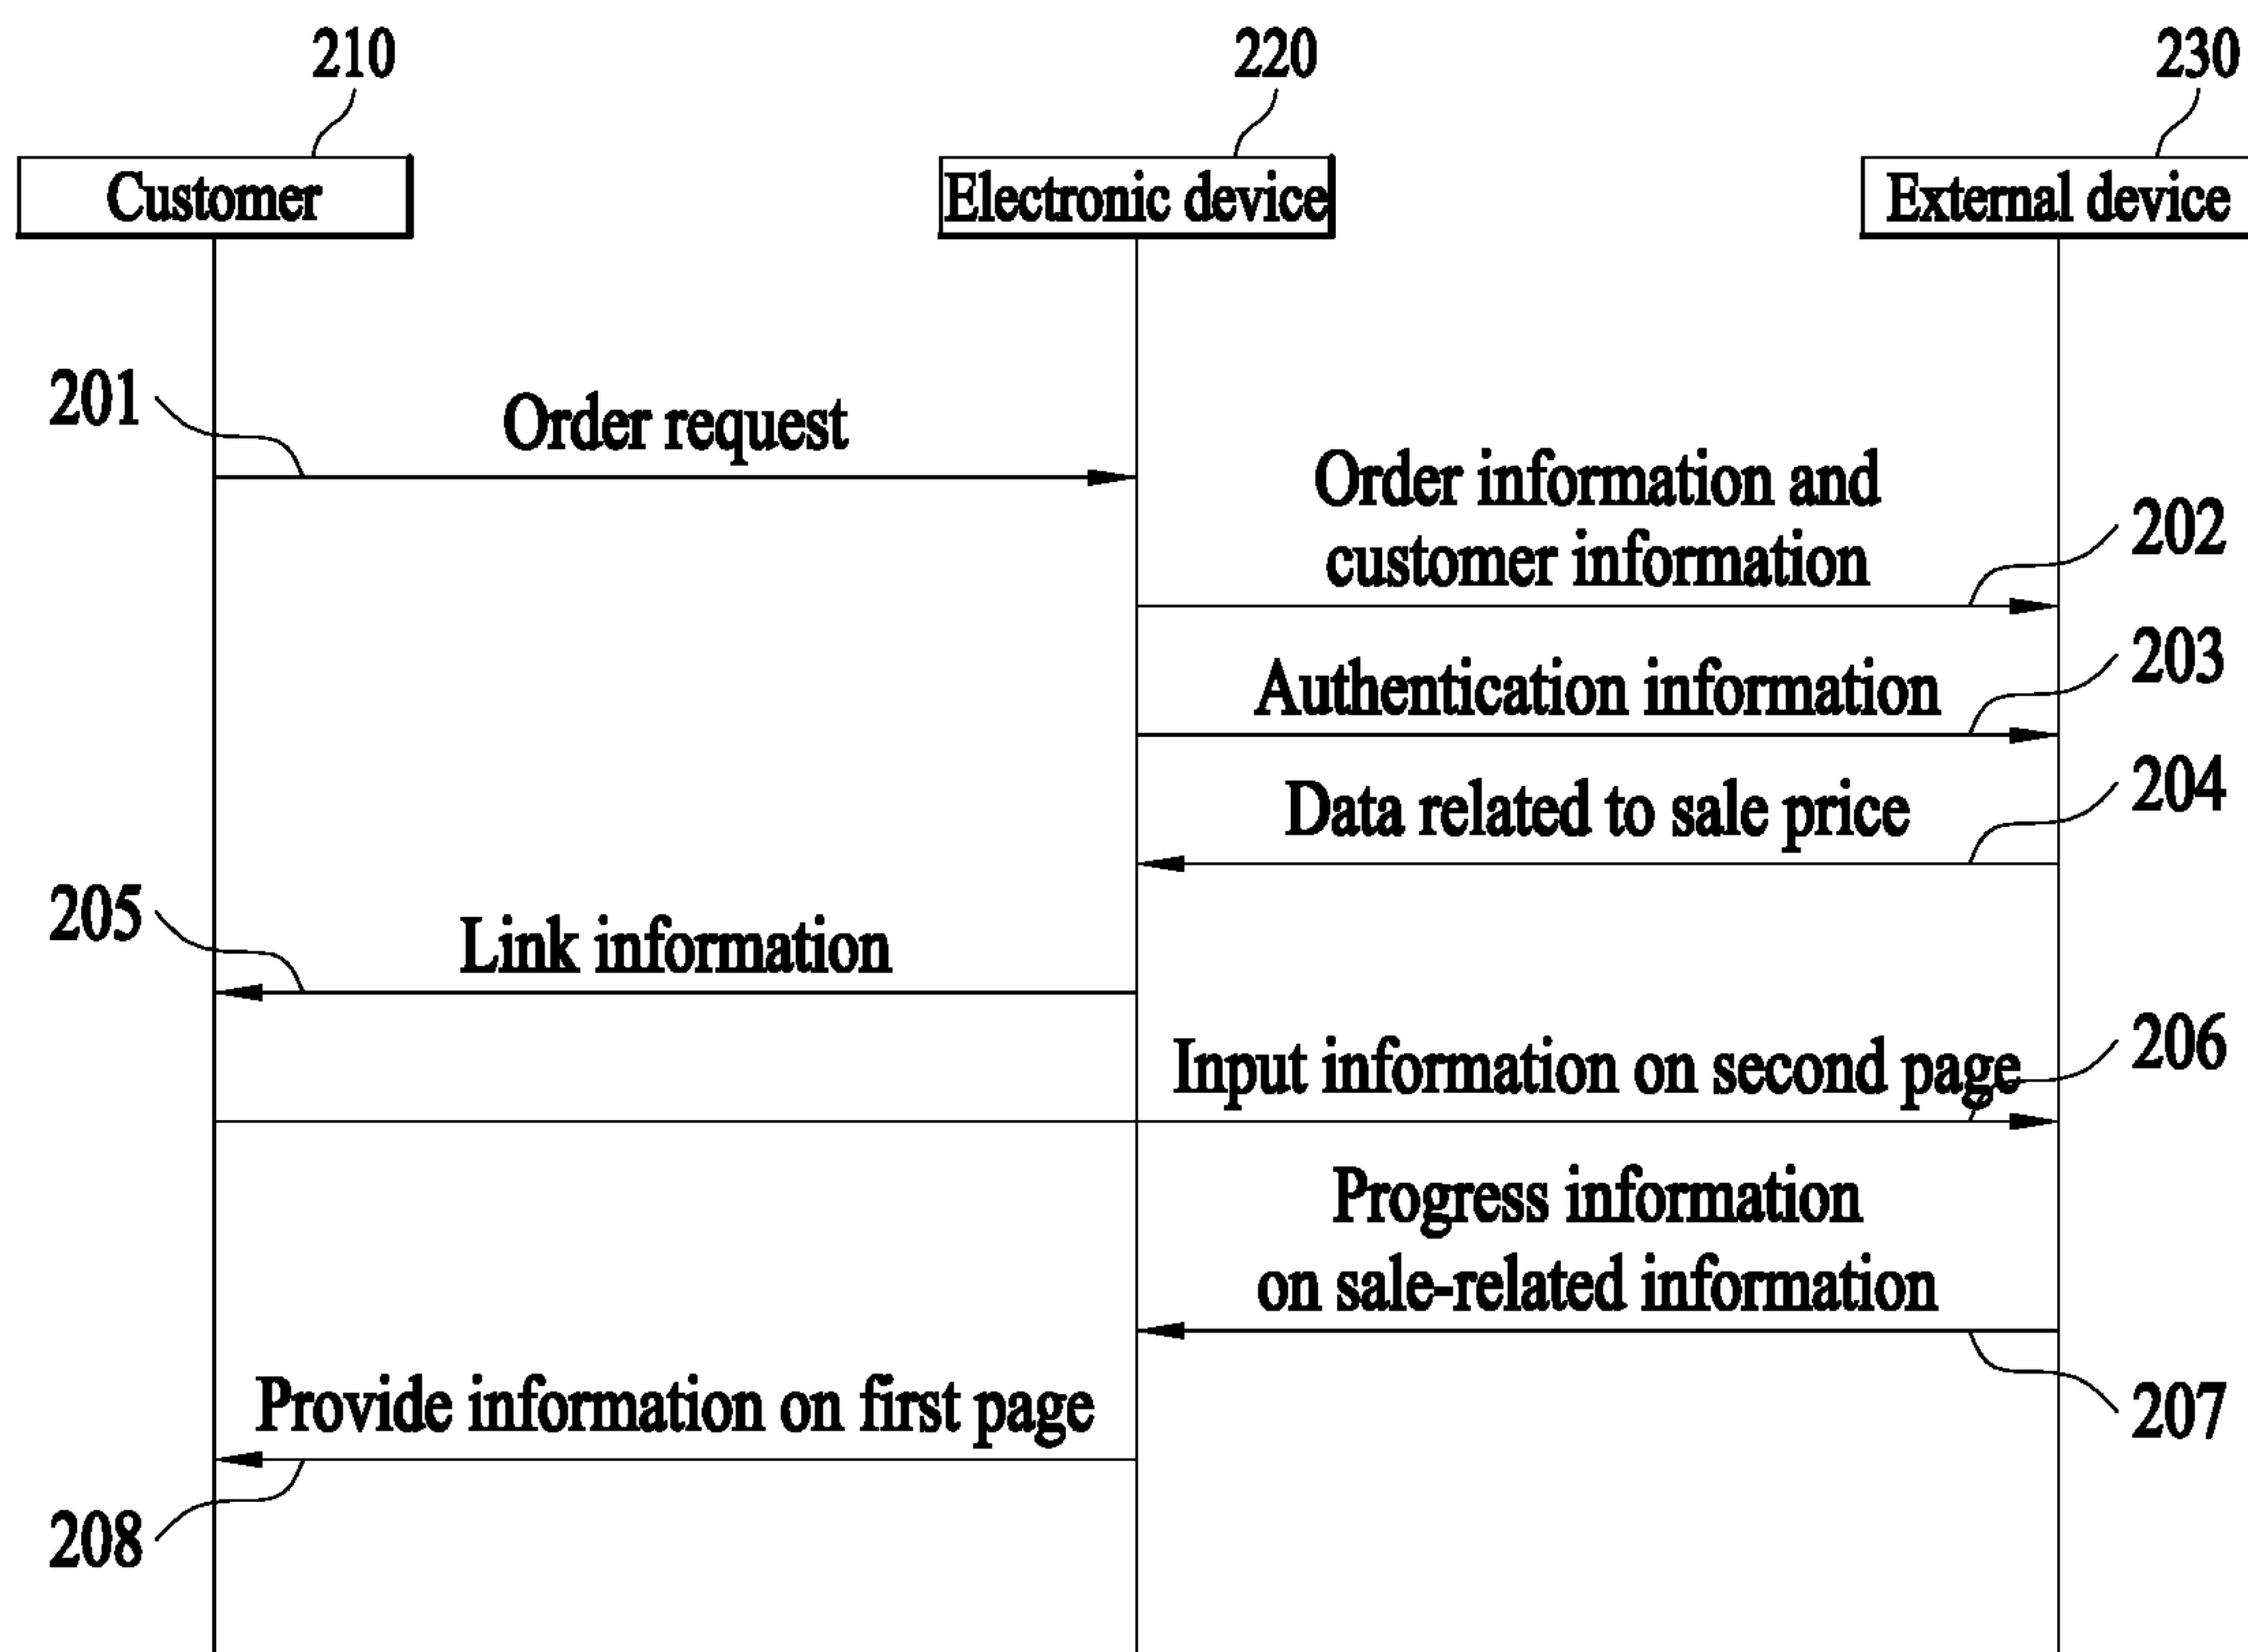 210
220
230
Customer
Electronic device
External device
201
Order request
Order information and
customer information
202
Authentication information
203
Data related to sale price
204
205
Link information
Input information on second page
206
Progress information
on sale-related information
207
Provide information on first page
208